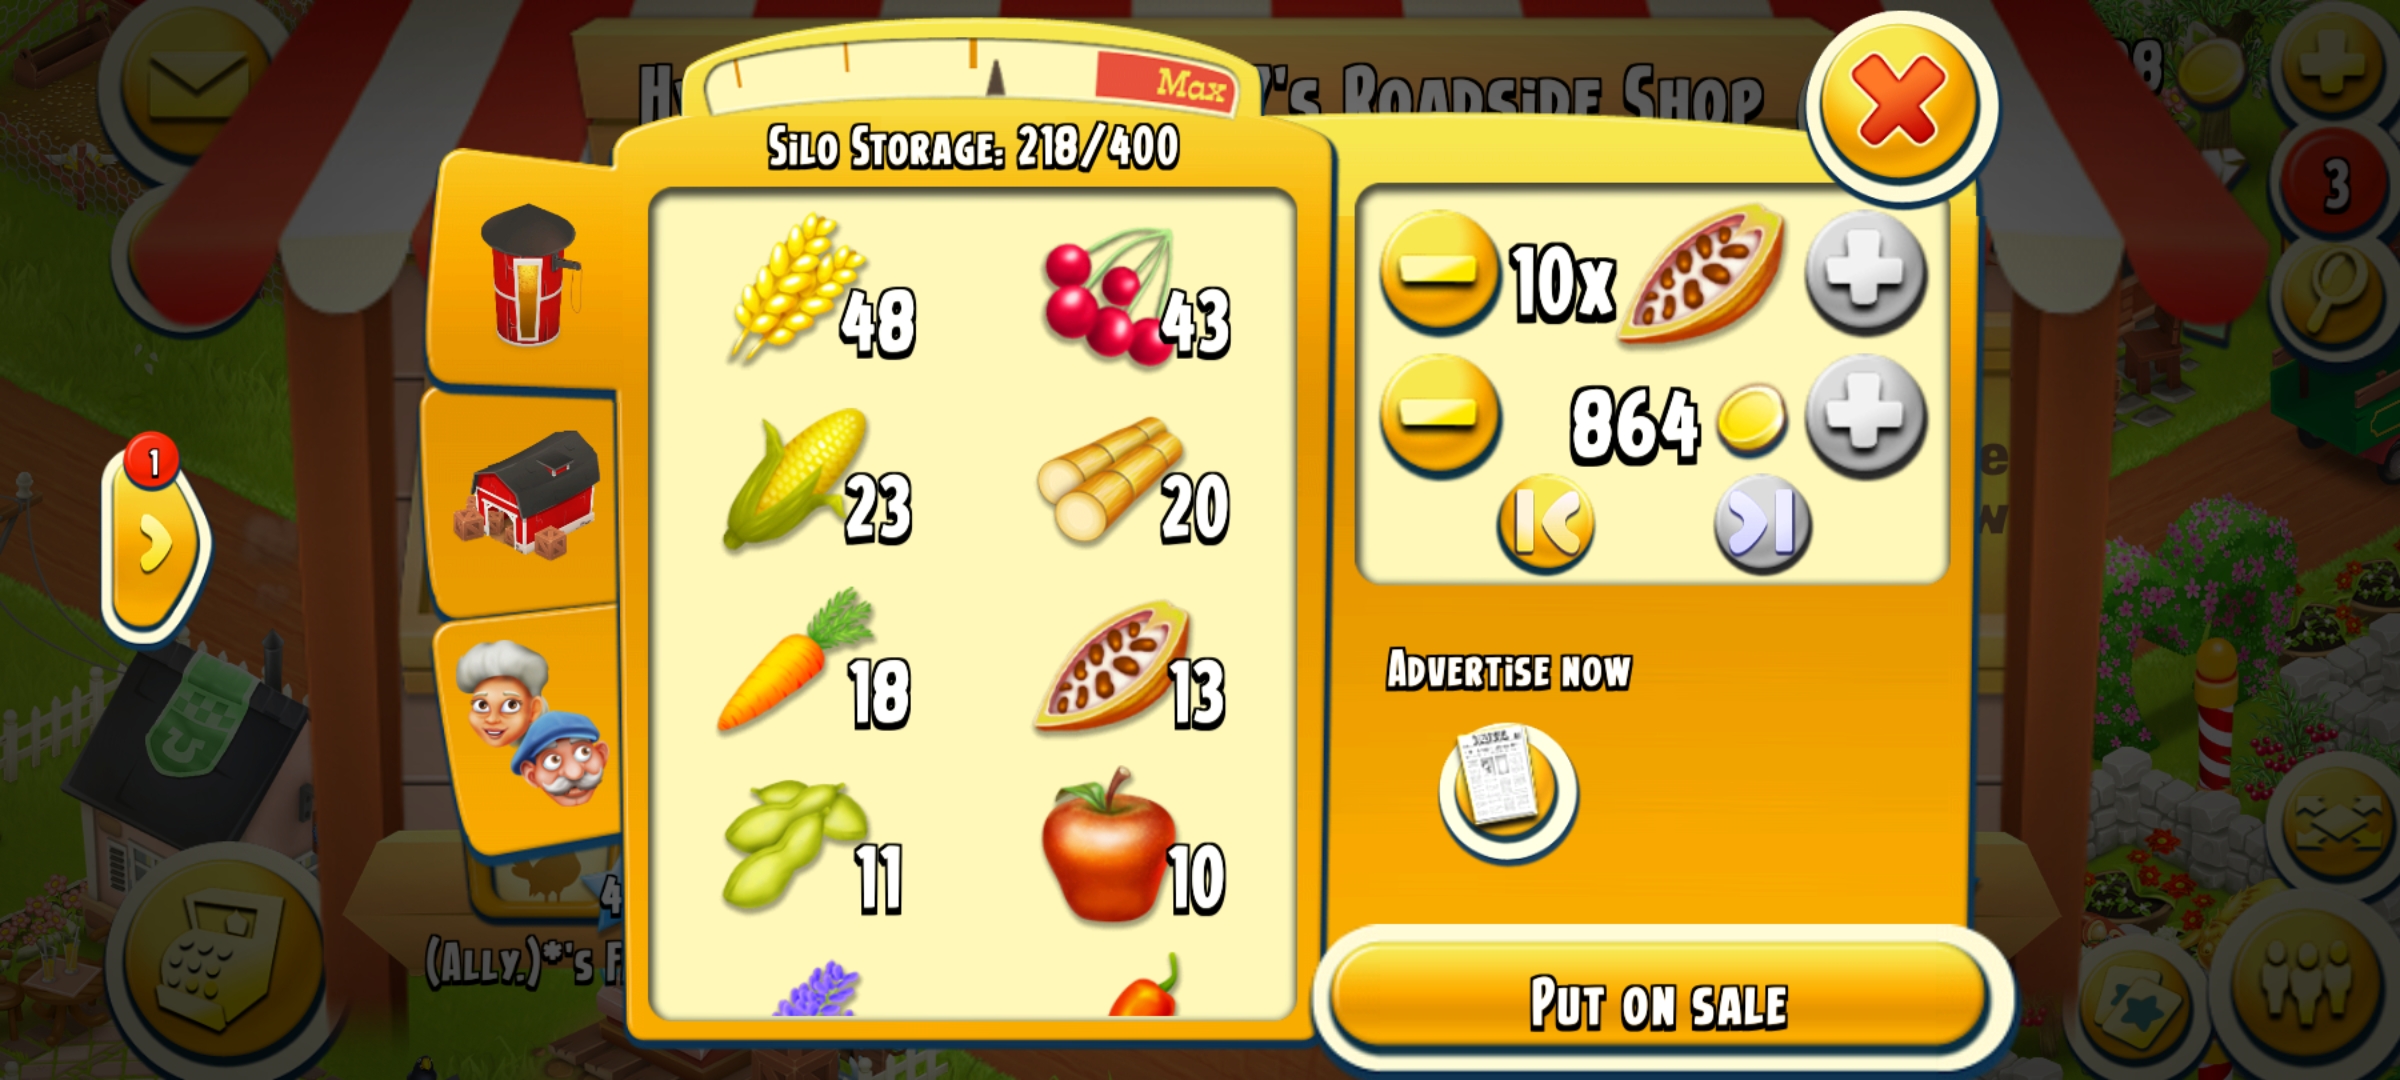 's Roadside Shop
Max
Silo Storage: 218/400
48
43
23
20
18
13
11
10
10x
864
Advertise now
Put on sale
1
3
(Ally.)*'s